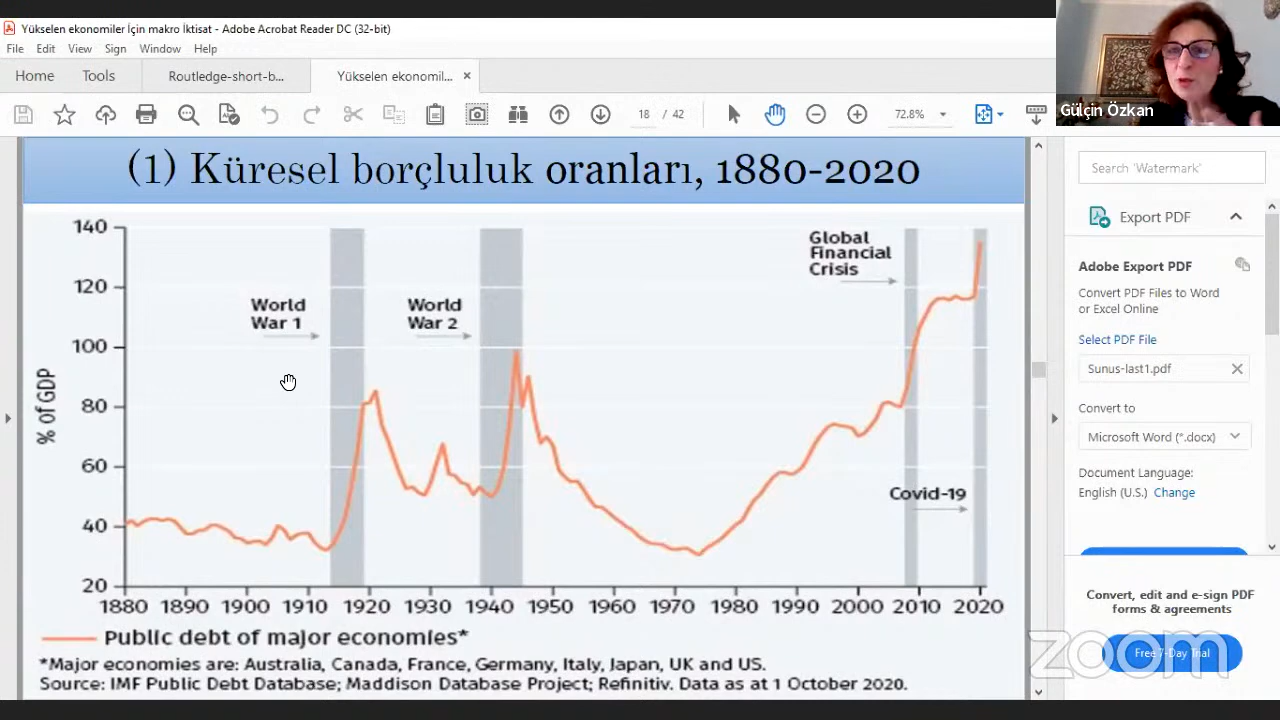 Yükselen ekonomiler İçin makro İktisat - Adobe Acrobat Reader DC (32-bit)
File Edit View Sign Window Help
Home Tools Routledge-short-b... Yükselen ekonomil... ×
18 / 42 72.8%
Gülçin Özkan
(1) Küresel borçluluk oranları, 1880-2020
140
120
100
80
60
40
20
% of GDP
World
War 1
World
War 2
Global
Financial
Crisis
Covid-19
1880 1890 1900 1910 1920 1930 1940 1950 1960 1970 1980 1990 2000 2010 2020
Public debt of major economies*
*Major economies are: Australia, Canada, France, Germany, Italy, Japan, UK and US.
Source: IMF Public Debt Database; Maddison Database Project; Refinitiv. Data as at 1 October 2020.
Search 'Watermark'
Export PDF
Adobe Export PDF
Convert PDF Files to Word
or Excel Online
Select PDF File
Sunus-last1.pdf
Convert to
Microsoft Word (*.docx)
Document Language:
English (U.S.) Change
Convert, edit and e-sign PDF
forms & agreements
Free 7-Day Trial
zoom